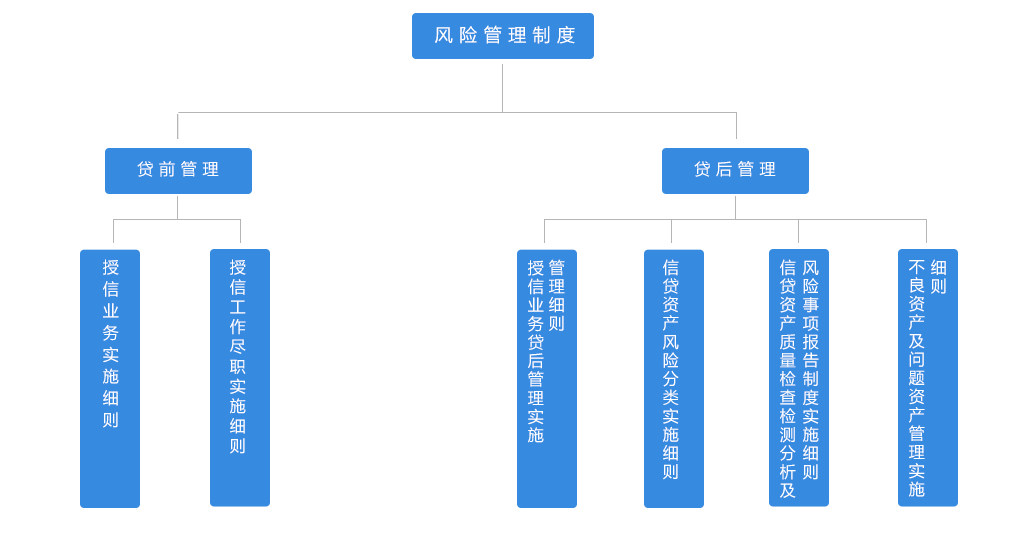 风险管理制度
贷前管理
贷后管理
授信业务实施细则
授信工作尽职实施细则
授信业务贷后管理实施
管理细则
信贷资产风险分类实施细则
信贷资产质量检查检测分析及
风险事项报告制度实施细则
不良资产及问题资产管理实施
细则